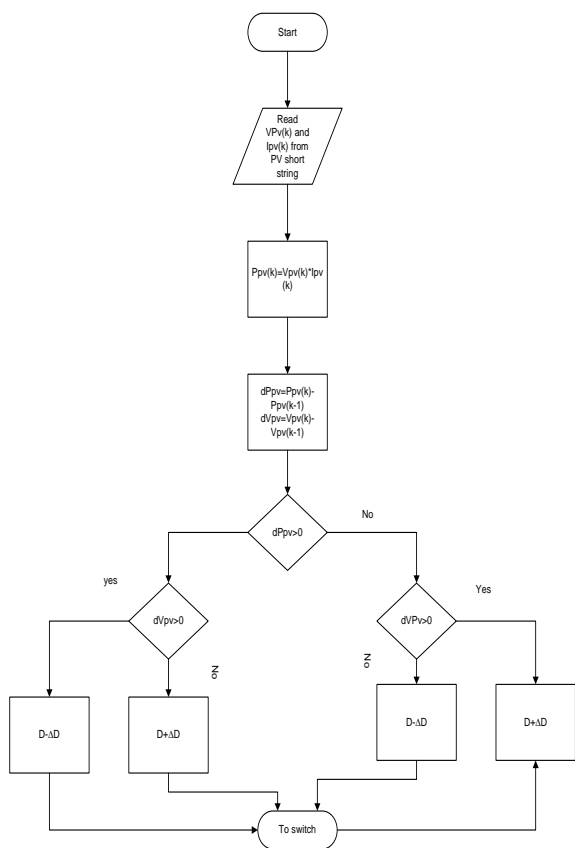 Start
Read
VPv(k) and
Ipv(k) from
PV short
string
Ppv(k)=Vpv(k)*Ipv
(k)
dPpv=Ppv(k)-
Ppv(k-1)
dVpv=Vpv(k)-
Vpv(k-1)
dPpv>0
No
yes
dVpv>0
No
dVPv>0
Yes
No
D-ΔD
D+ΔD
D-ΔD
D+ΔD
To switch